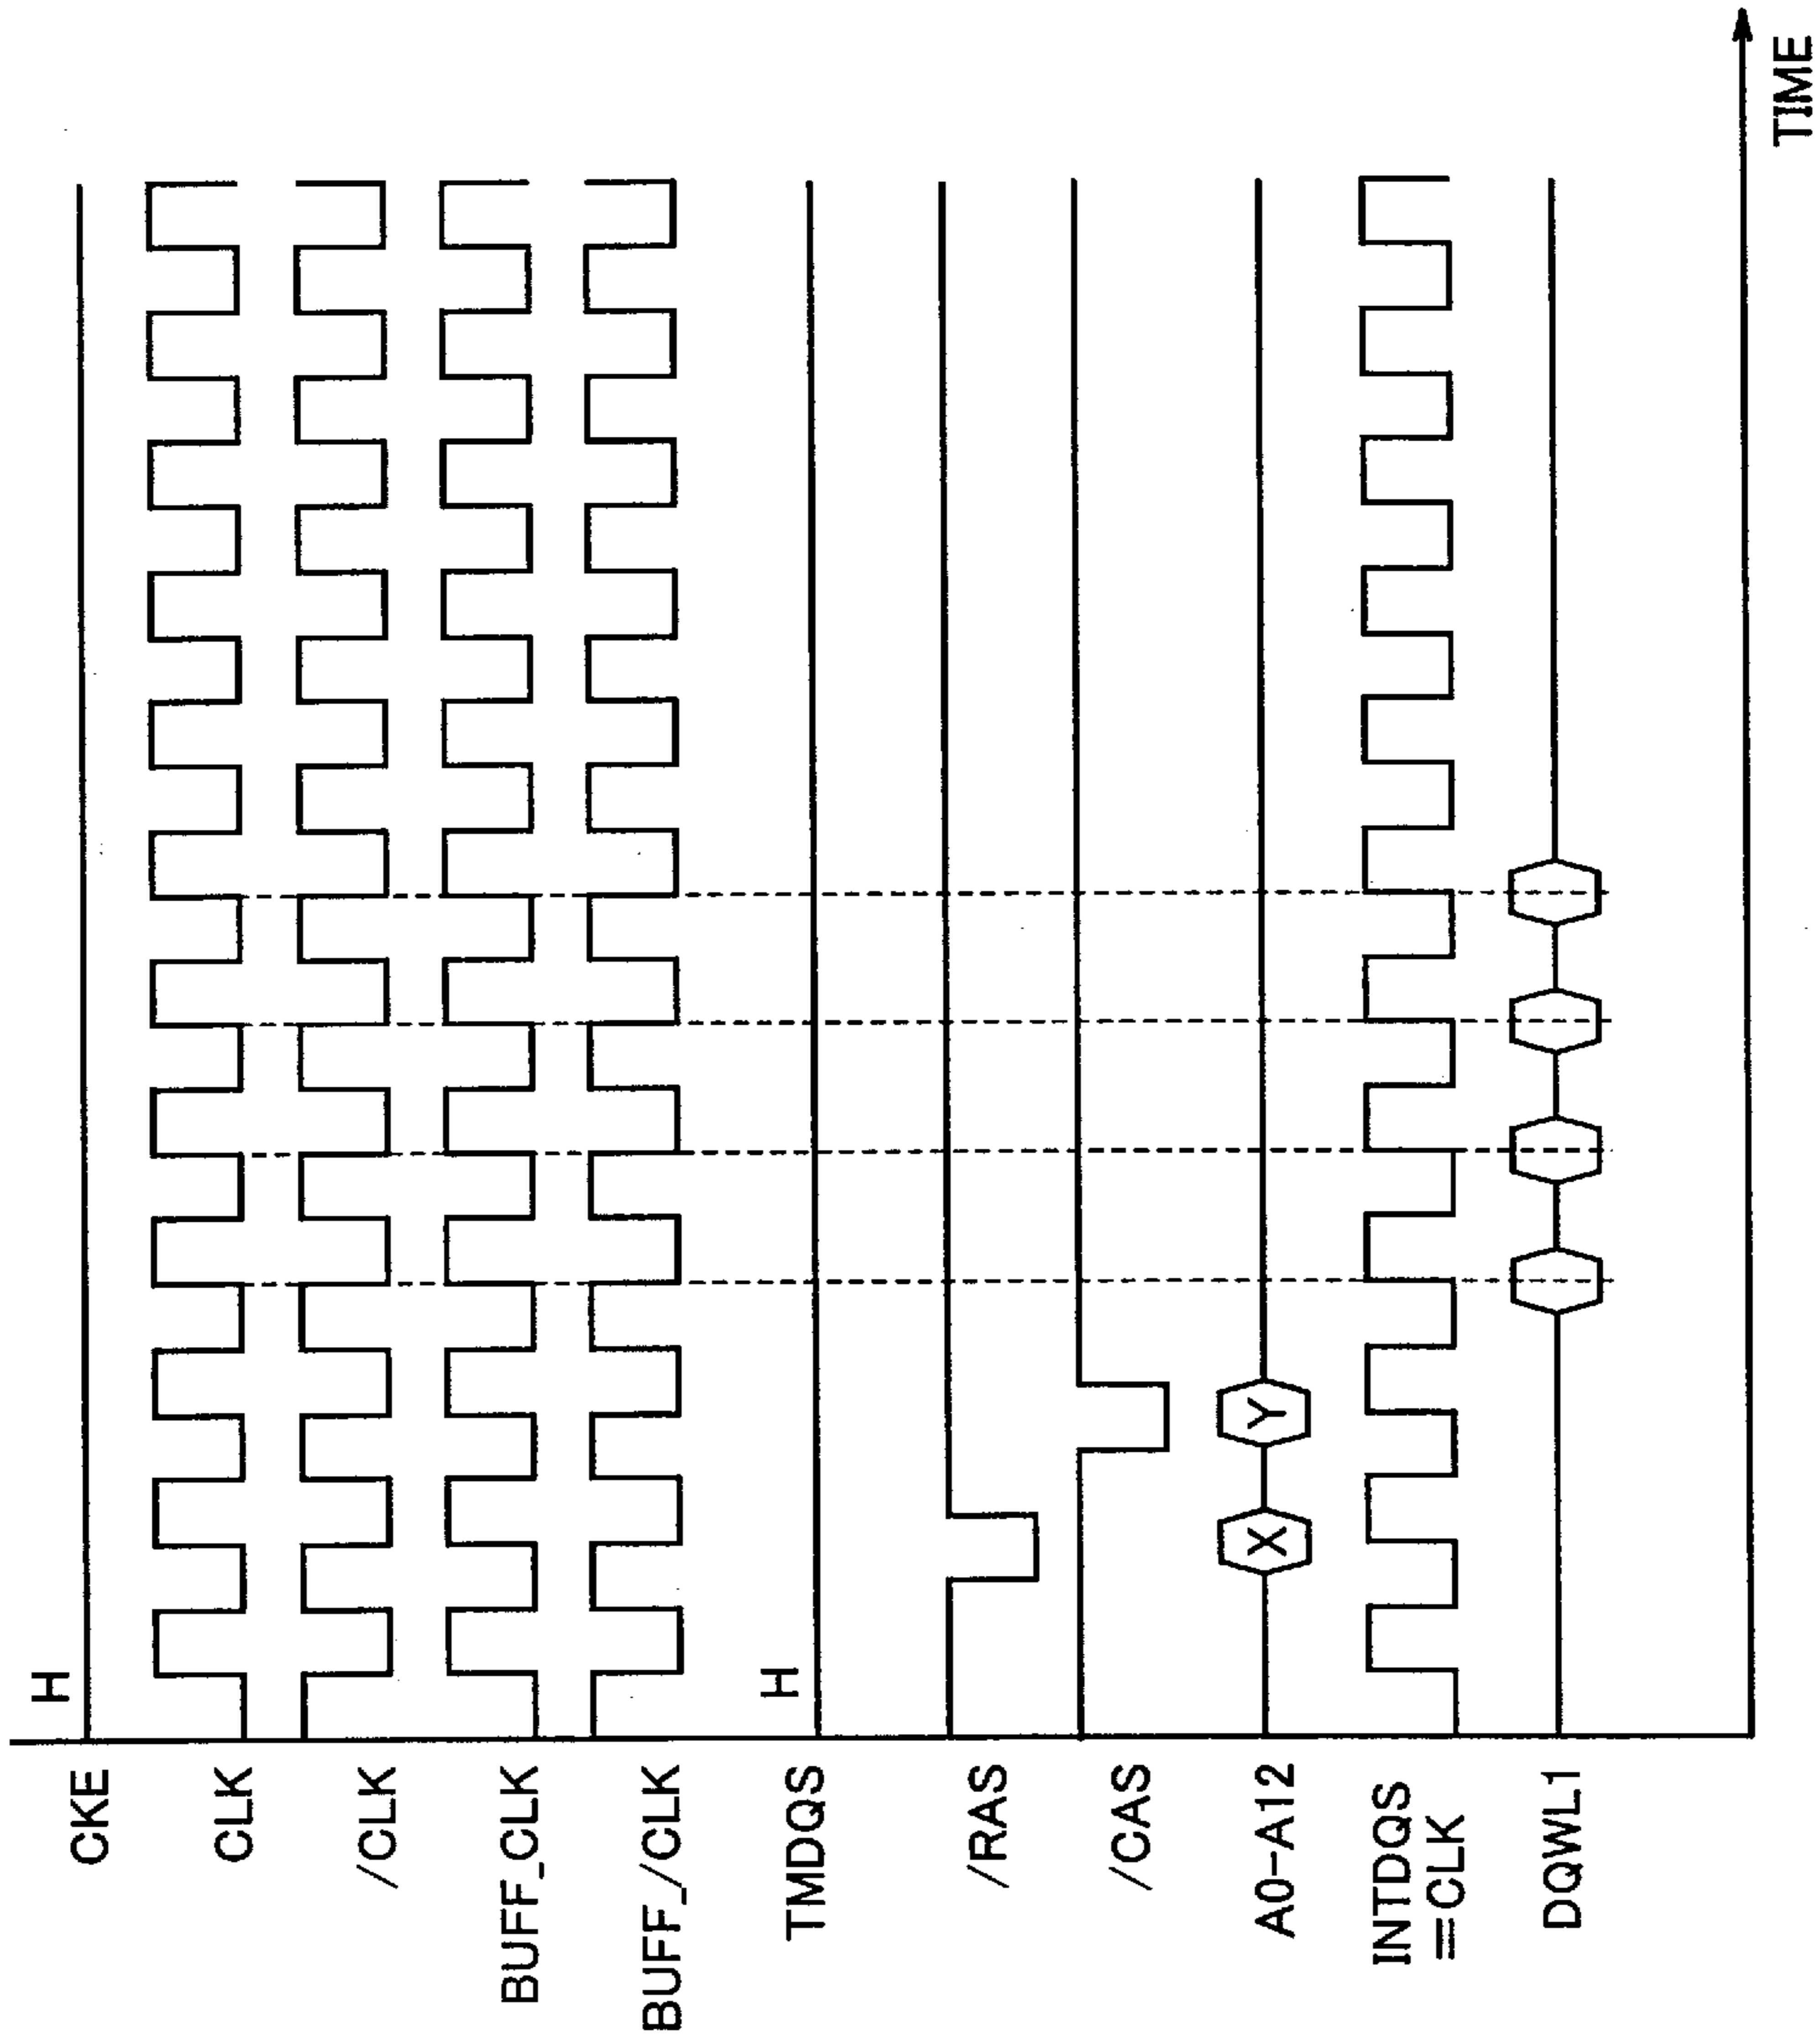 H
CKE
CLK
/CLK
BUFF_CLK
BUFF_/CLK
H
TMDQS
/RAS
/CAS
X
Y
A0-A12
INTDQS
=CLK
DQWL1
TIME